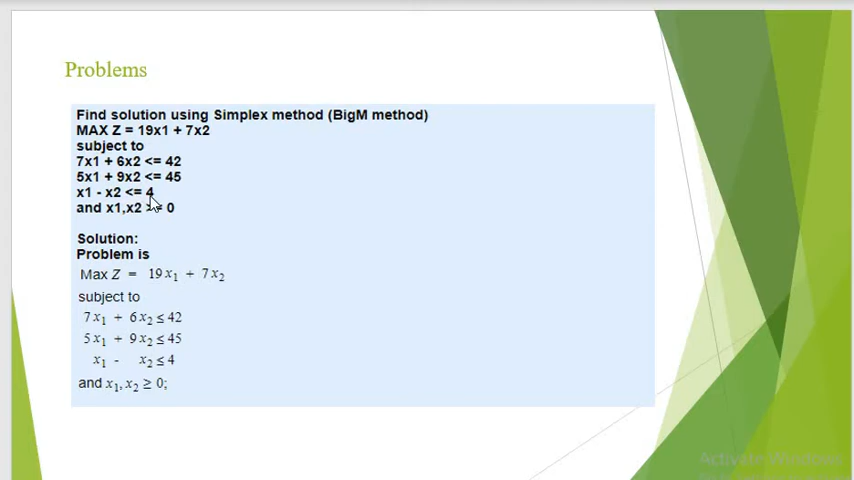 Problems
Find solution using Simplex method (BigM method)
MAX Z = 19x1 + 7x2
subject to
7x1 + 6x2 <= 42
5x1 + 9x2 <= 45
x1 - x2 <= 4
and x1,x2 >= 0
Solution:
Problem is
Max Z = 19 x₁ + 7 x₂
subject to
7 x₁ + 6 x₂ ≤ 42
5 x₁ + 9 x₂ ≤ 45
x₁ - x₂ ≤ 4
and x₁, x₂ ≥ 0;
Activate Windows